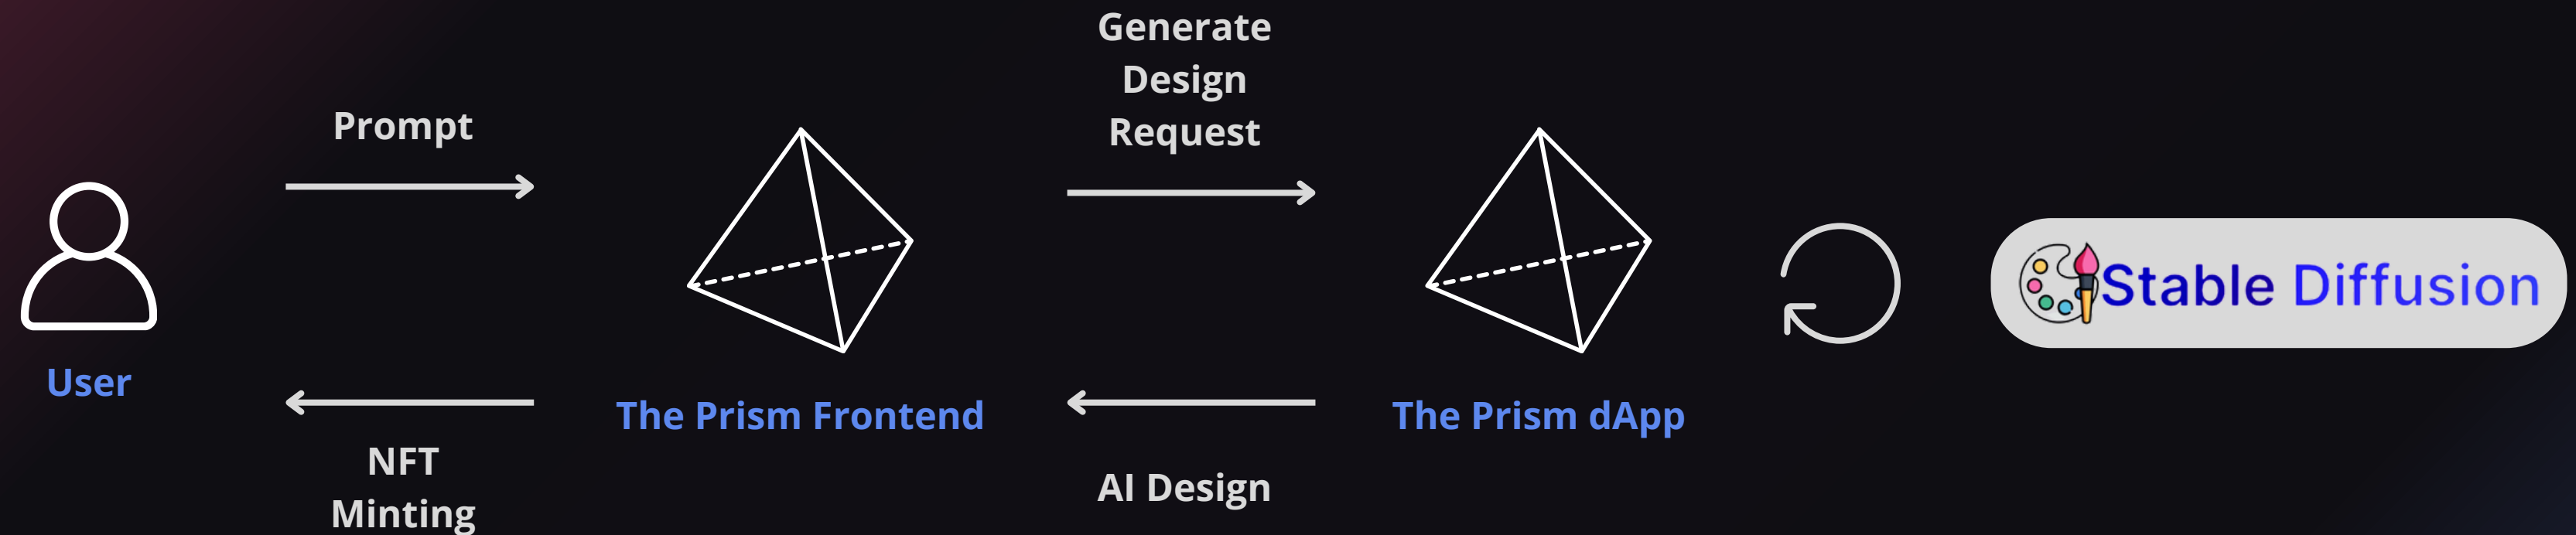 Prompt
Generate
Design
Request
User
The Prism Frontend
The Prism dApp
Stable Diffusion
NFT
Minting
AI Design